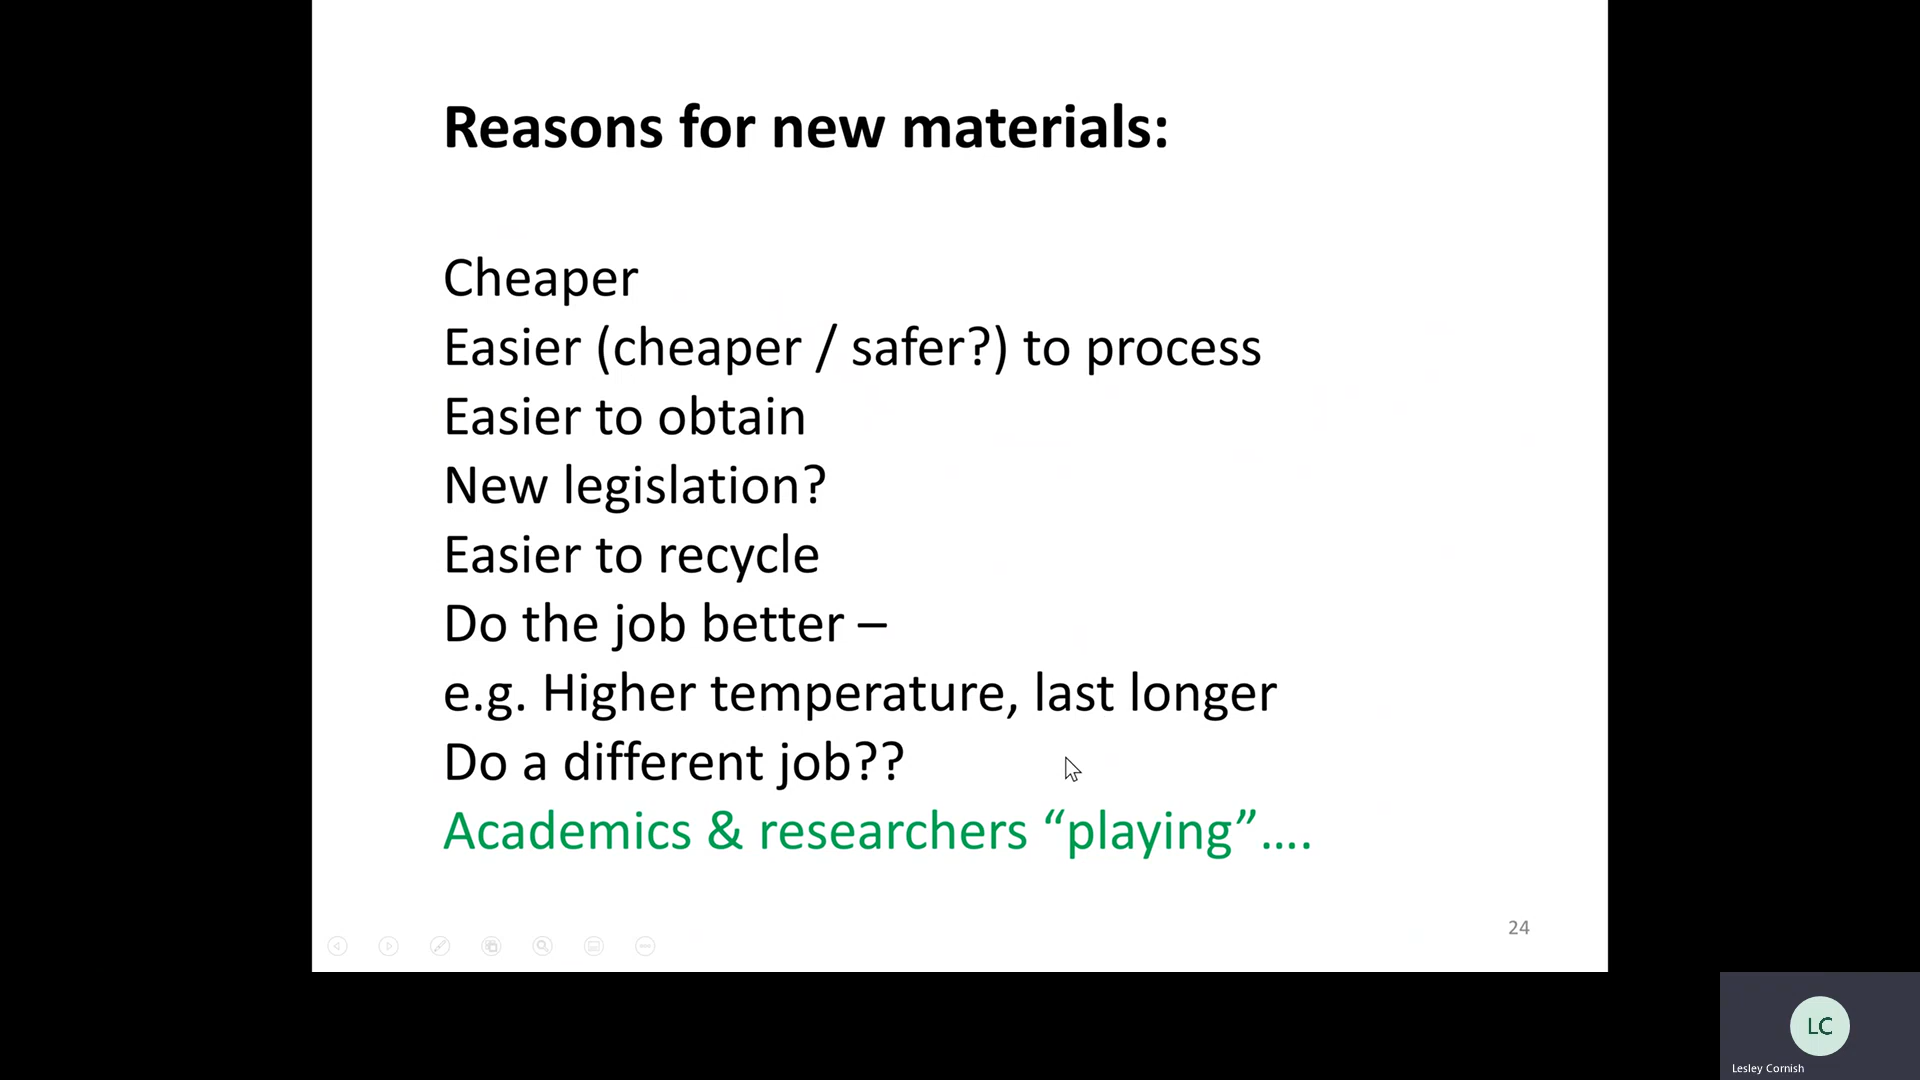 Reasons for new materials:
Cheaper
Easier (cheaper / safer?) to process
Easier to obtain
New legislation?
Easier to recycle
Do the job better –
e.g. Higher temperature, last longer
Do a different job??
Academics & researchers “playing”….
24
LC
Lesley Cornish